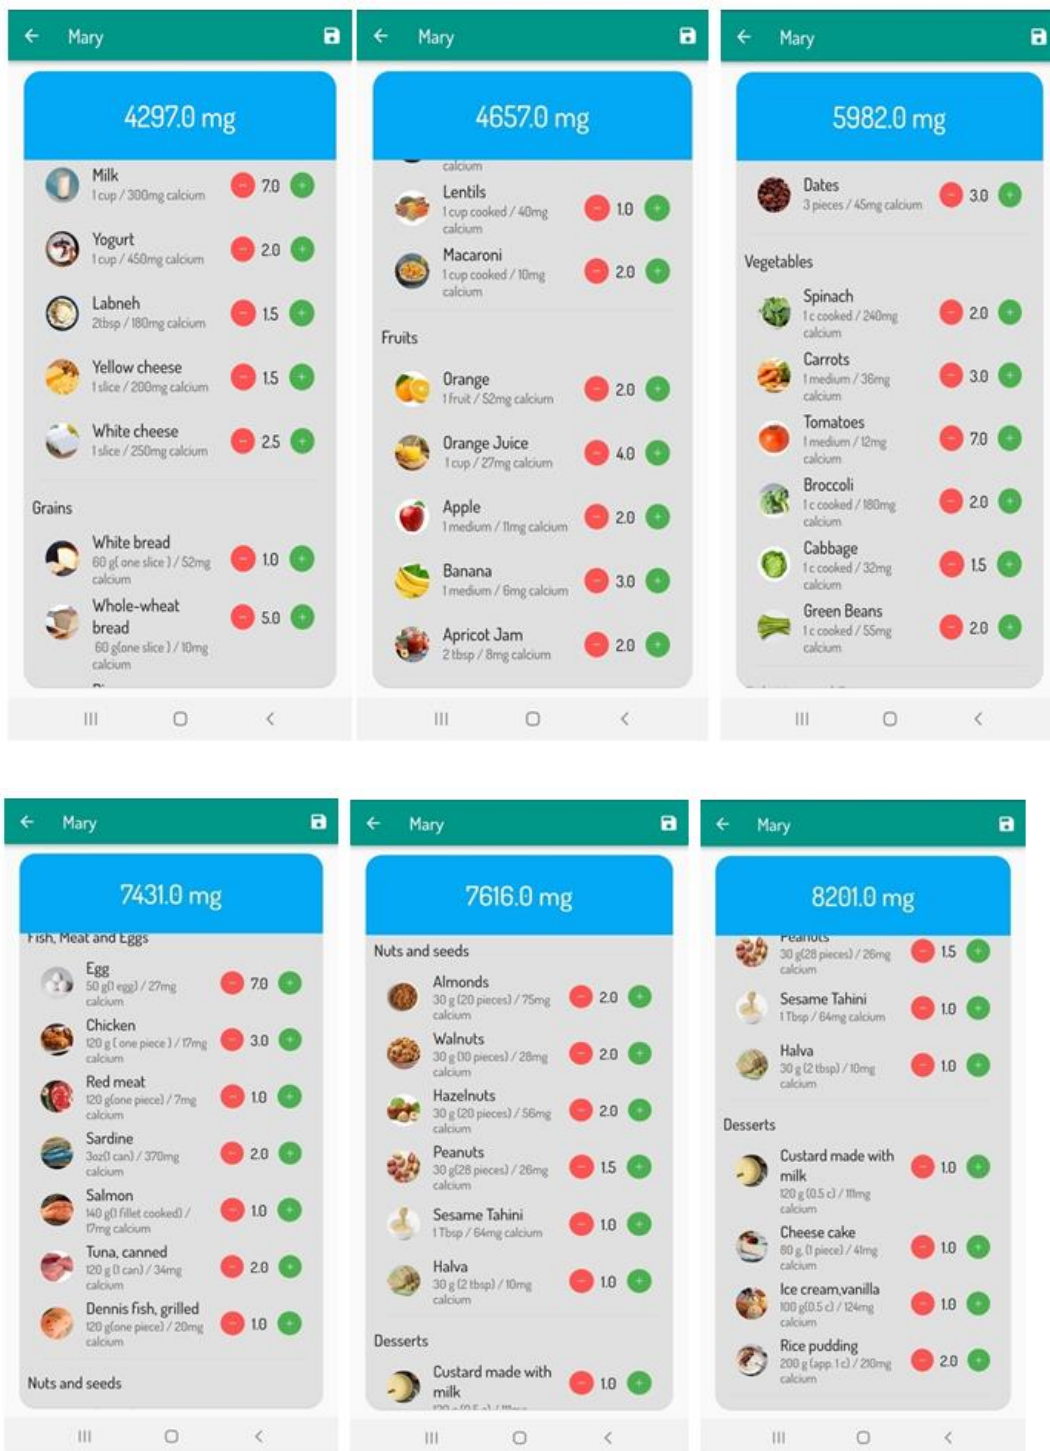 Mary
4297.0 mg
Milk
1 cup / 300mg calcium
7.0
Yogurt
1 cup / 450mg calcium
2.0
Labneh
2tbsp / 180mg calcium
1.5
Yellow cheese
1 slice / 200mg calcium
1.5
White cheese
1 slice / 250mg calcium
2.5
Grains
White bread
60 g( one slice ) / 52mg
calcium
1.0
Whole-wheat
bread
60 g(one slice ) / 10mg
calcium
5.0
Mary
4657.0 mg
calcium
Lentils
1 cup cooked / 40mg
calcium
1.0
Macaroni
1 cup cooked / 10mg
calcium
2.0
Fruits
Orange
1 fruit / 52mg calcium
2.0
Orange Juice
1 cup / 27mg calcium
4.0
Apple
1 medium / 11mg calcium
2.0
Banana
1 medium / 6mg calcium
3.0
Apricot Jam
2 tbsp / 8mg calcium
2.0
Mary
5982.0 mg
Dates
3 pieces / 45mg calcium
3.0
Vegetables
Spinach
1 c cooked / 240mg
calcium
2.0
Carrots
1 medium / 36mg
calcium
3.0
Tomatoes
1 medium / 12mg
calcium
7.0
Broccoli
1 c cooked / 180mg
calcium
2.0
Cabbage
1 c cooked / 32mg
calcium
1.5
Green Beans
1 c cooked / 55mg
calcium
2.0
Mary
7431.0 mg
Fish, Meat and Eggs
Egg
50 g(1 egg) / 27mg
calcium
7.0
Chicken
120 g ( one piece ) / 17mg
calcium
3.0
Red meat
120 g(one piece) / 7mg
calcium
1.0
Sardine
3oz(1 can) / 370mg
calcium
2.0
Salmon
140 g(1 fillet cooked) /
17mg calcium
1.0
Tuna, canned
120 g (1 can) / 34mg
calcium
2.0
Dennis fish, grilled
120 g(one piece) / 20mg
calcium
1.0
Nuts and seeds
Mary
7616.0 mg
Nuts and seeds
Almonds
30 g (20 pieces) / 75mg
calcium
2.0
Walnuts
30 g (10 pieces) / 28mg
calcium
2.0
Hazelnuts
30 g (20 pieces) / 56mg
calcium
2.0
Peanuts
30 g(28 pieces) / 26mg
calcium
1.5
Sesame Tahini
1 Tbsp / 64mg calcium
1.0
Halva
30 g (2 tbsp) / 10mg
calcium
1.0
Desserts
Custard made with
milk
1.0
Mary
8201.0 mg
Peanuts
30 g(28 pieces) / 26mg
calcium
1.5
Sesame Tahini
1 Tbsp / 64mg calcium
1.0
Halva
30 g (2 tbsp) / 10mg
calcium
1.0
Desserts
Custard made with
milk
120 g (0.5 c) / 111mg
calcium
1.0
Cheese cake
80 g, (1 piece) / 41mg
calcium
1.0
Ice cream,vanilla
100 g(0.5 c) / 124mg
calcium
1.0
Rice pudding
200 g (app. 1 c) / 210mg
calcium
2.0